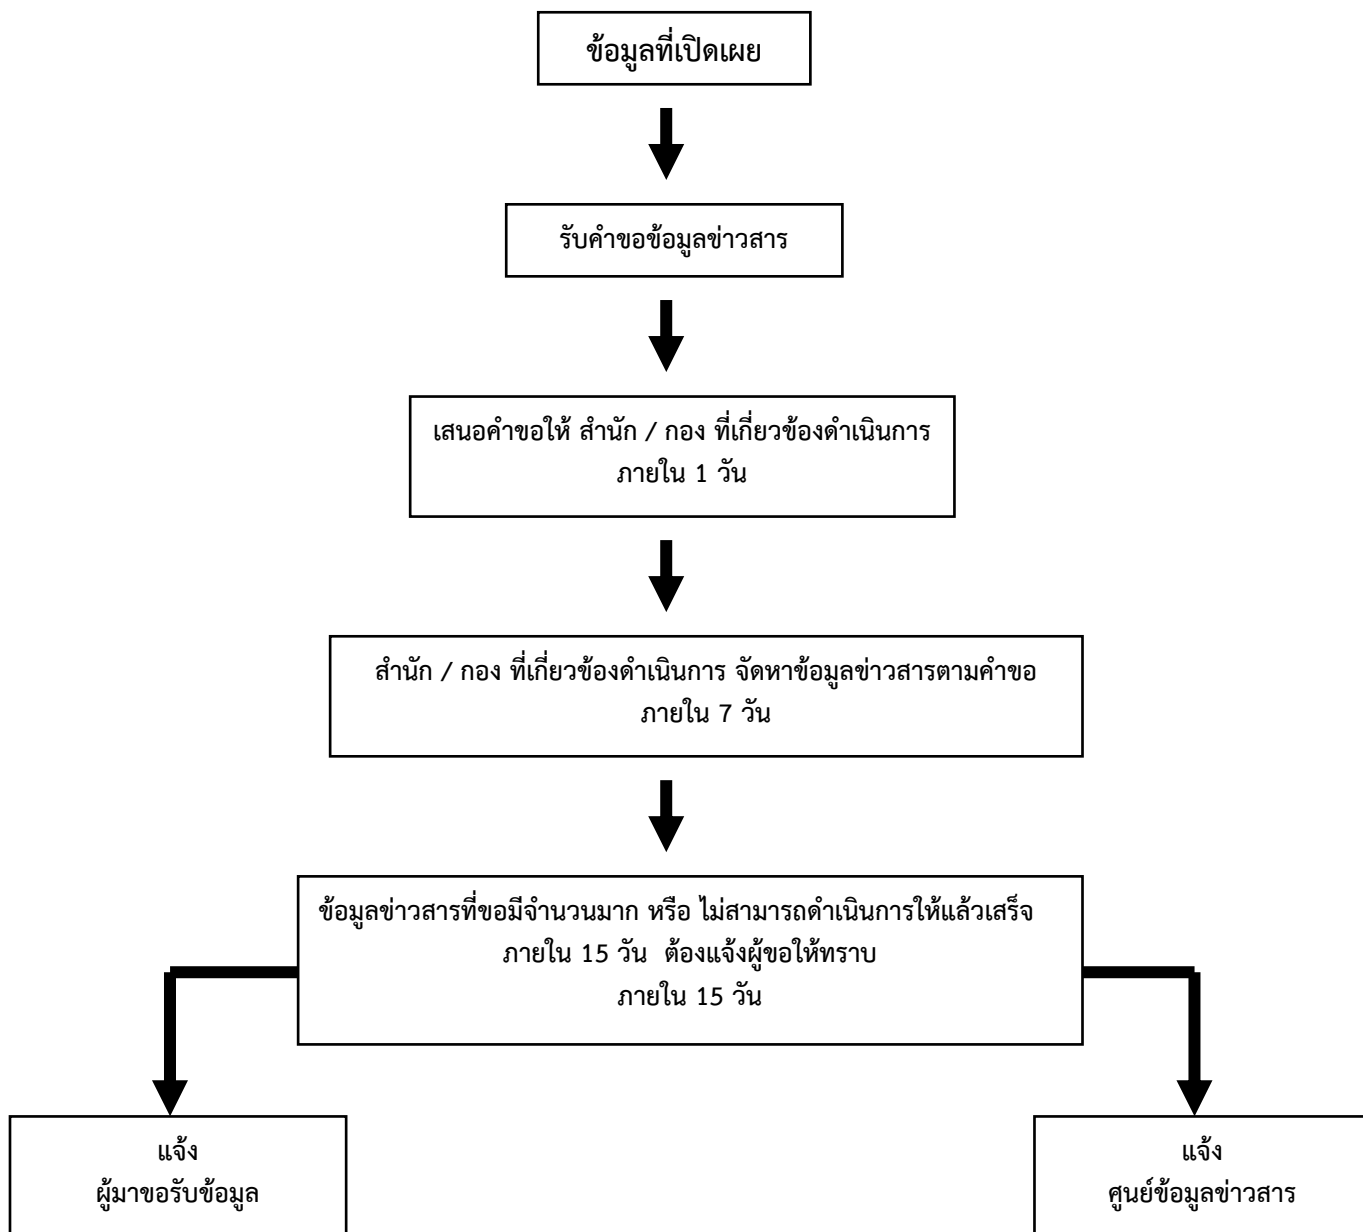 ข้อมูลที่เปิดเผย
รับคำขอข้อมูลข่าวสาร
เสนอคำขอให้ สำนัก / กอง ที่เกี่ยวข้องดำเนินการ
ภายใน 1 วัน
สำนัก / กอง ที่เกี่ยวข้องดำเนินการ จัดหาข้อมูลข่าวสารตามคำขอ
ภายใน 7 วัน
ข้อมูลข่าวสารที่ขอมีจำนวนมาก หรือ ไม่สามารถดำเนินการให้แล้วเสร็จ
ภายใน 15 วัน  ต้องแจ้งผู้ขอให้ทราบ
ภายใน 15 วัน
แจ้ง
ผู้มาขอรับข้อมูล
แจ้ง
ศูนย์ข้อมูลข่าวสาร